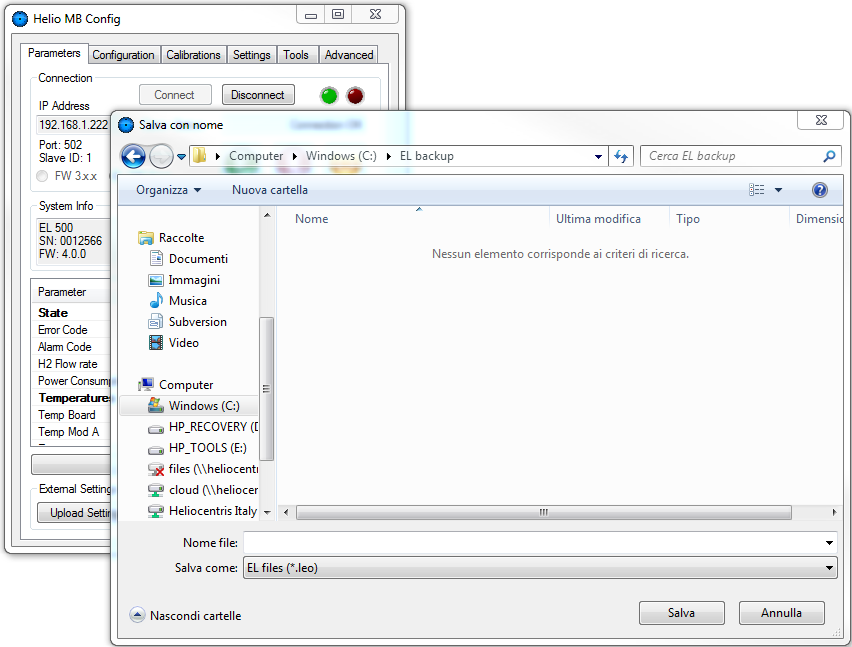 Helio MB Config
Parameters Configuration Calibrations Settings Tools Advanced
Connection
Connect Disconnect
IP Address
192.168.1.222
Port: 502
Slave ID: 1
FW 3.x.x
System Info
EL 500
SN: 0012566
FW: 4.0.0
Parameter
State
Error Code
Alarm Code
H2 Flow rate
Power Consump
Temperatures
Temp Board
Temp Mod A
External Setting
Upload Settin
Salva con nome
Computer Windows (C:) EL backup
Cerca EL backup
Organizza Nuova cartella
Nome Ultima modifica Tipo Dimensio
Nessun elemento corrisponde ai criteri di ricerca.
Raccolte
Documenti
Immagini
Musica
Subversion
Video
Computer
Windows (C:)
HP_RECOVERY (D
HP_TOOLS (E:)
files (\\heliocentr
cloud (\\heliocer
Heliocentris Italy
Nome file:
Salva come: EL files (*.leo)
Nascondi cartelle
Salva Annulla